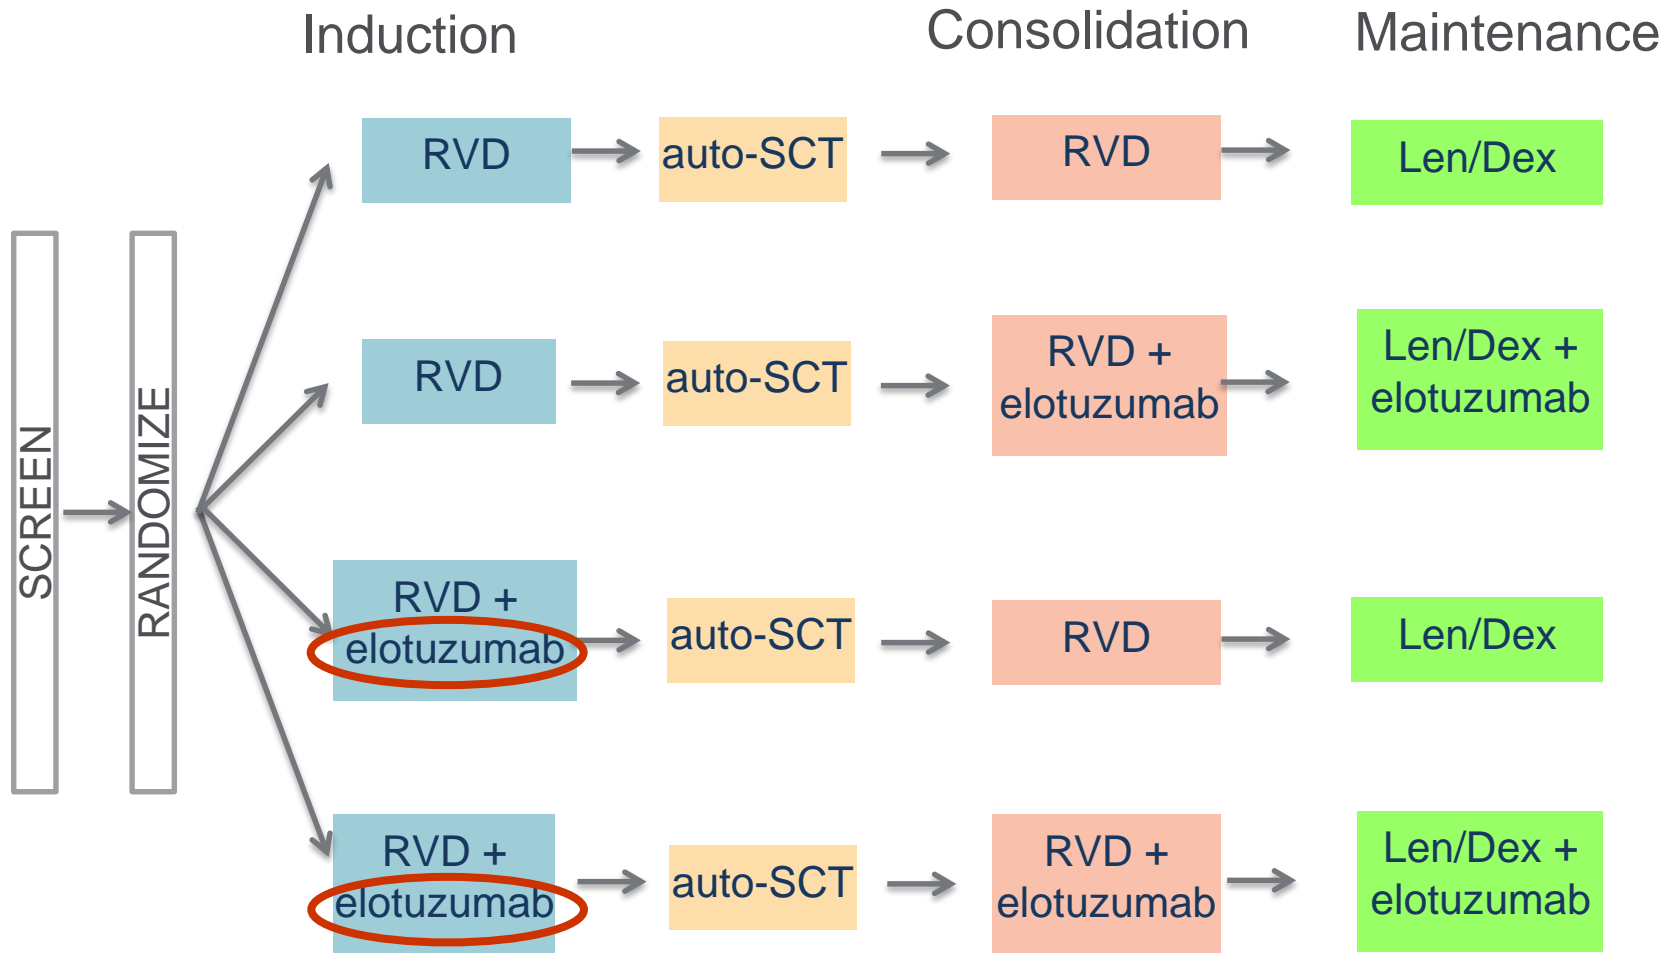 Induction
Consolidation
Maintenance
SCREEN
RANDOMIZE
RVD
auto-SCT
RVD
Len/Dex
RVD
auto-SCT
RVD +
elotuzumab
Len/Dex +
elotuzumab
RVD +
elotuzumab
auto-SCT
RVD
Len/Dex
RVD +
elotuzumab
auto-SCT
RVD +
elotuzumab
Len/Dex +
elotuzumab